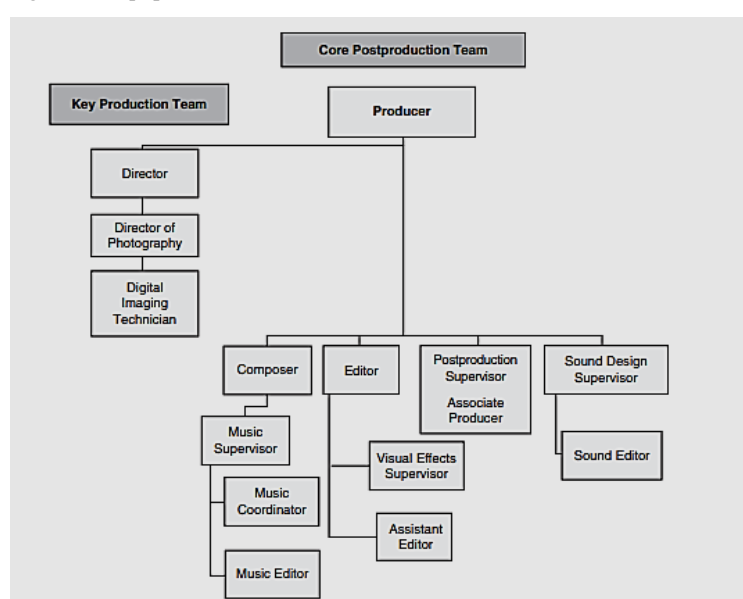 Core Postproduction Team
Key Production Team
Producer
Director
Director of
Photography
Digital
Imaging
Technician
Composer
Editor
Postproduction
Supervisor
Associate
Producer
Sound Design
Supervisor
Music
Supervisor
Visual Effects
Supervisor
Sound Editor
Music
Coordinator
Assistant
Editor
Music Editor